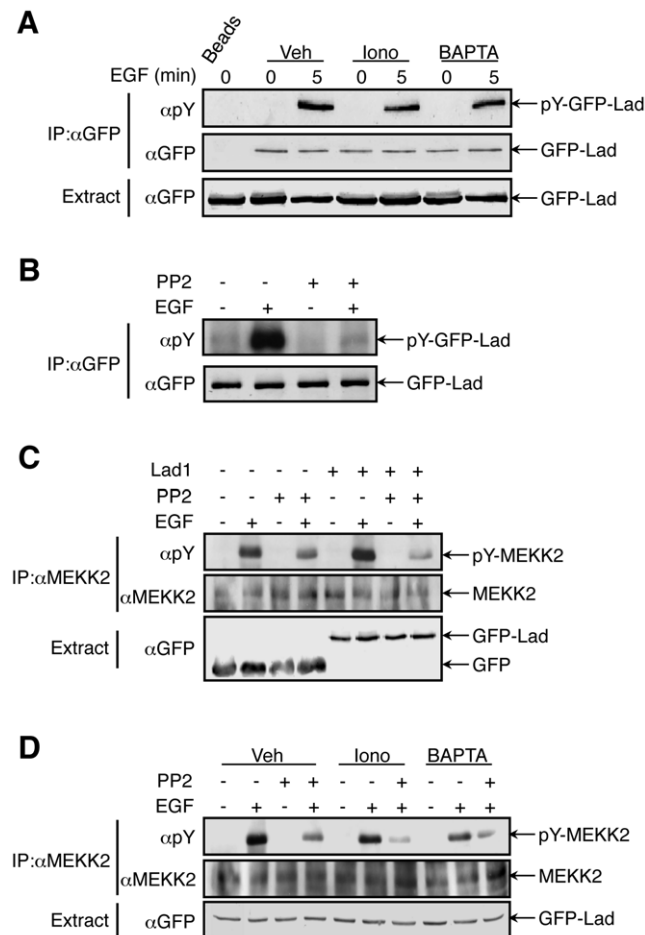 A
Beads
Veh Iono BAPTA
EGF (min) 0 0 5 0 5 0 5
IP:αGFP
αpY pY-GFP-Lad
αGFP GFP-Lad
Extract αGFP GFP-Lad
B
PP2 - - + +
EGF - + - +
IP:αGFP
αpY pY-GFP-Lad
αGFP GFP-Lad
C
Lad1 - - - - + + + +
PP2 - - + + - - + +
EGF - + - + - + - +
IP:αMEKK2
αpY pY-MEKK2
αMEKK2 MEKK2
Extract αGFP GFP-Lad
GFP
D
Veh Iono BAPTA
PP2 - - + + - - + - - +
EGF - + - + - + + - + +
IP:αMEKK2
αpY pY-MEKK2
αMEKK2 MEKK2
Extract αGFP GFP-Lad